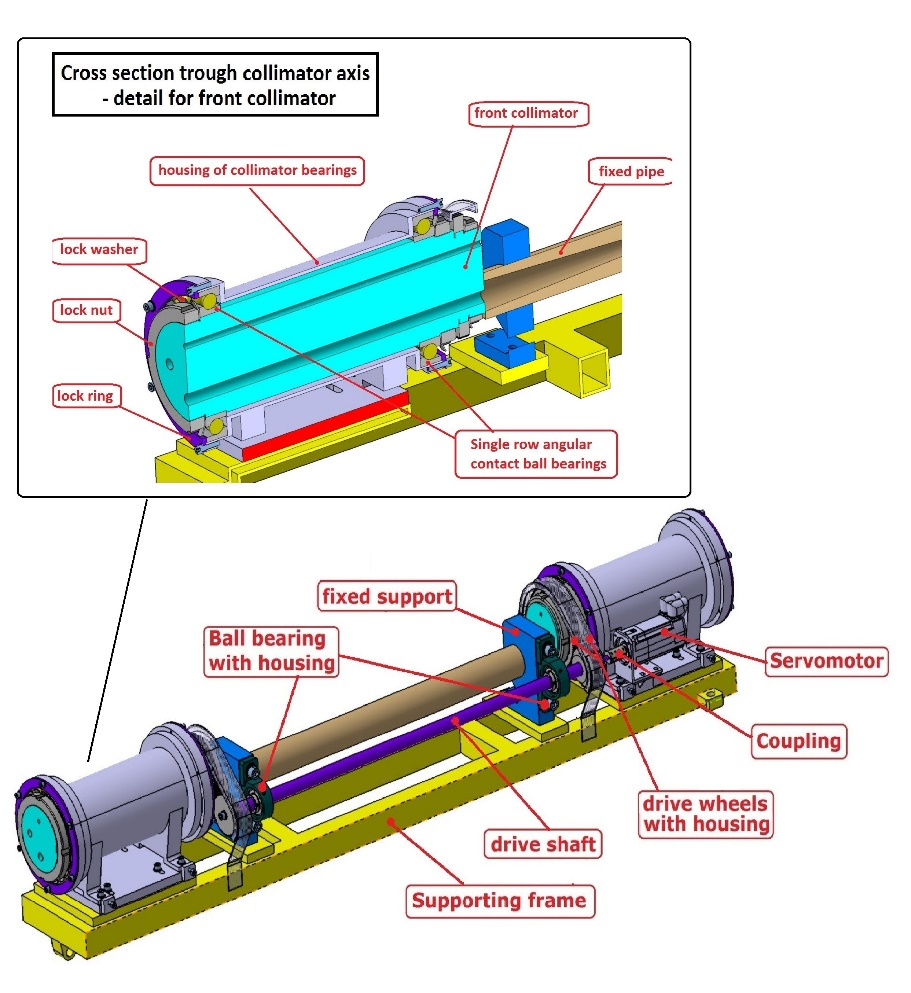 Cross section trough collimator axis
- detail for front collimator
front collimator
housing of collimator bearings
fixed pipe
lock washer
lock nut
lock ring
Single row angular
contact ball bearings
fixed support
Ball bearing
with housing
Servomotor
Coupling
drive wheels
with housing
drive shaft
Supporting frame